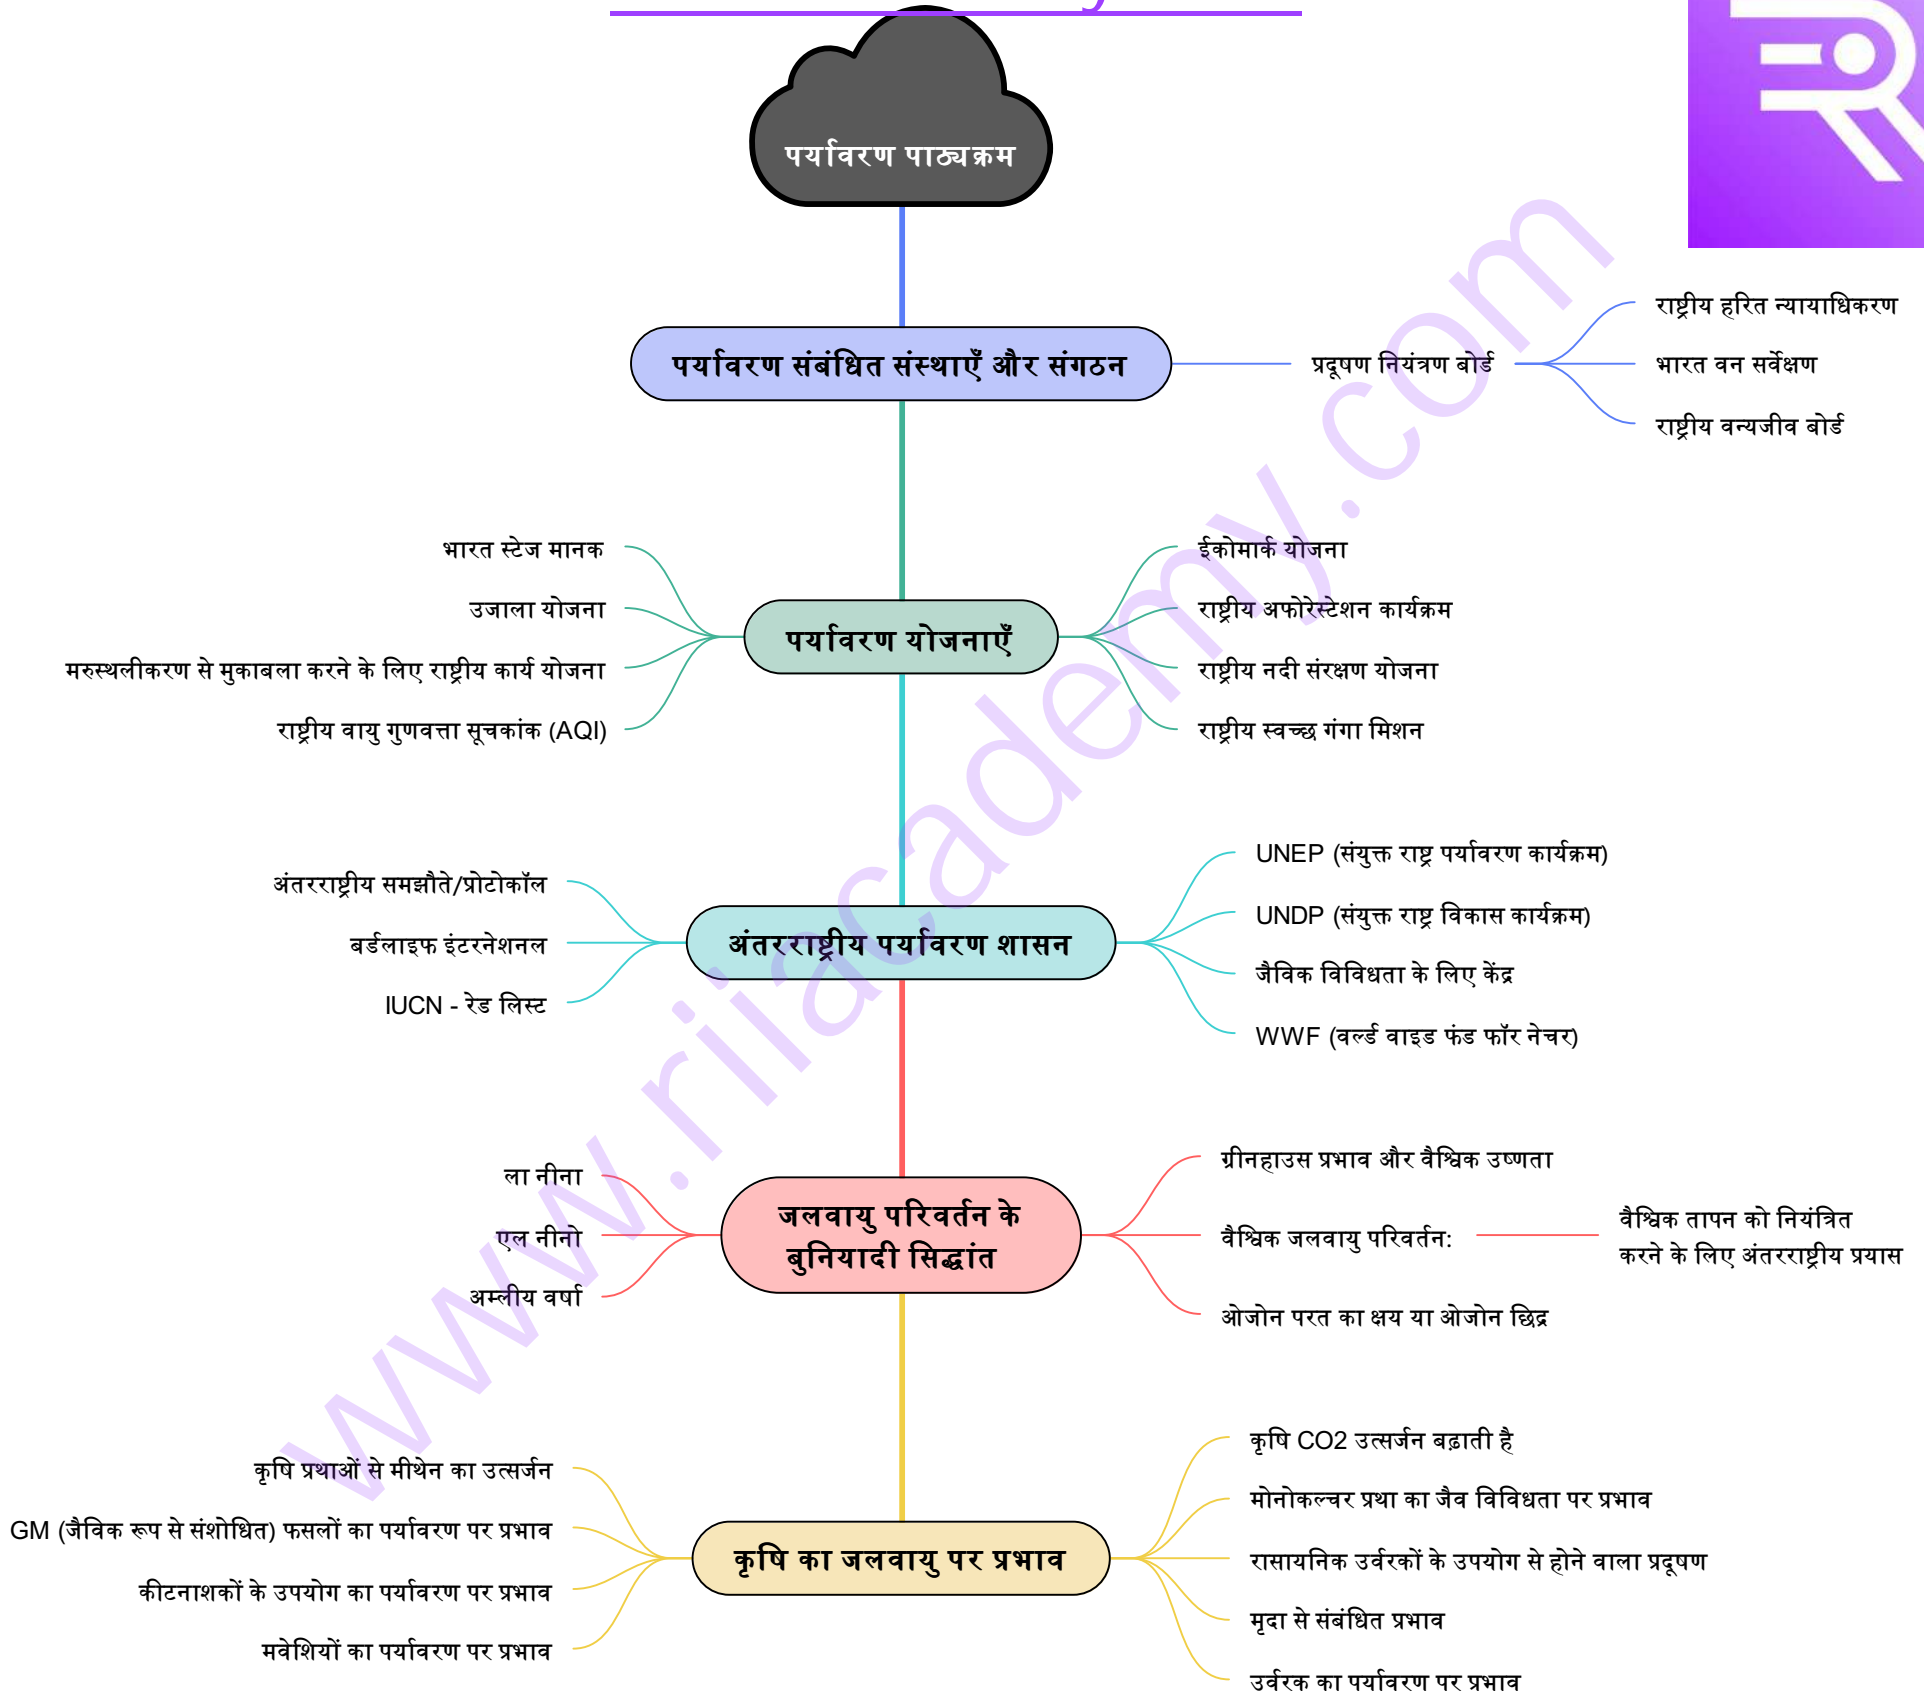 पर्यावरण पाठ्यक्रम
पर्यावरण संबंधित संस्थाएँ और संगठन
प्रदूषण नियंत्रण बोर्ड
राष्ट्रीय हरित न्यायाधिकरण
भारत वन सर्वेक्षण
राष्ट्रीय वन्यजीव बोर्ड
भारत स्टेज मानक
उजाला योजना
मरुस्थलीकरण से मुकाबला करने के लिए राष्ट्रीय कार्य योजना
राष्ट्रीय वायु गुणवत्ता सूचकांक (AQI)
पर्यावरण योजनाएँ
ईकोमार्क योजना
राष्ट्रीय अफोरेस्टेशन कार्यक्रम
राष्ट्रीय नदी संरक्षण योजना
राष्ट्रीय स्वच्छ गंगा मिशन
अंतरराष्ट्रीय समझौते/प्रोटोकॉल
बर्डलाइफ इंटरनेशनल
IUCN - रेड लिस्ट
अंतरराष्ट्रीय पर्यावरण शासन
UNEP (संयुक्त राष्ट्र पर्यावरण कार्यक्रम)
UNDP (संयुक्त राष्ट्र विकास कार्यक्रम)
जैविक विविधता के लिए केंद्र
WWF (वर्ल्ड वाइड फंड फॉर नेचर)
ला नीना
एल नीनो
अम्लीय वर्षा
जलवायु परिवर्तन के
बुनियादी सिद्धांत
ग्रीनहाउस प्रभाव और वैश्विक उष्णता
वैश्विक जलवायु परिवर्तन:
वैश्विक तापन को नियंत्रित
करने के लिए अंतरराष्ट्रीय प्रयास
ओजोन परत का क्षय या ओजोन छिद्र
कृषि प्रथाओं से मीथेन का उत्सर्जन
GM (जैविक रूप से संशोधित) फसलों का पर्यावरण पर प्रभाव
कीटनाशकों के उपयोग का पर्यावरण पर प्रभाव
मवेशियों का पर्यावरण पर प्रभाव
कृषि का जलवायु पर प्रभाव
कृषि CO2 उत्सर्जन बढ़ाती है
मोनोकल्चर प्रथा का जैव विविधता पर प्रभाव
रासायनिक उर्वरकों के उपयोग से होने वाला प्रदूषण
मृदा से संबंधित प्रभाव
उर्वरक का पर्यावरण पर प्रभाव
www.riiacademy.com